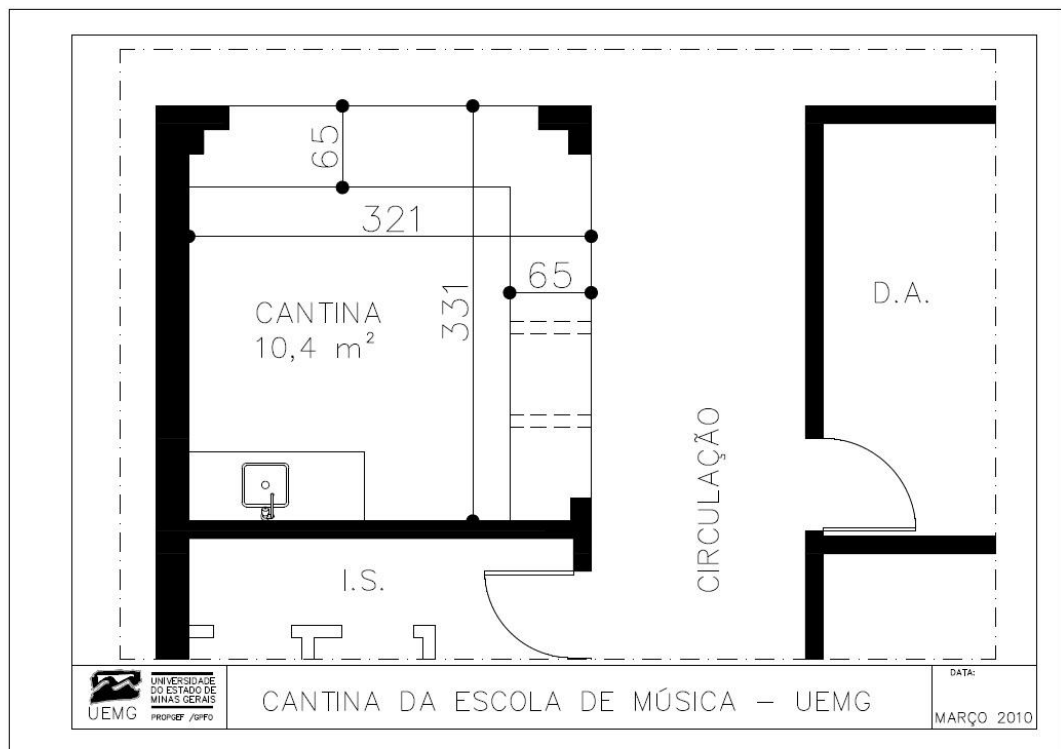 65
321
65
331
CANTINA
10,4 m²
D.A.
CIRCULAÇÃO
I.S.
UEMG
UNIVERSIDADE
DO ESTADO DE
MINAS GERAIS
PROPGEF /GPFO
CANTINA DA ESCOLA DE MÚSICA – UEMG
DATA:
MARÇO 2010